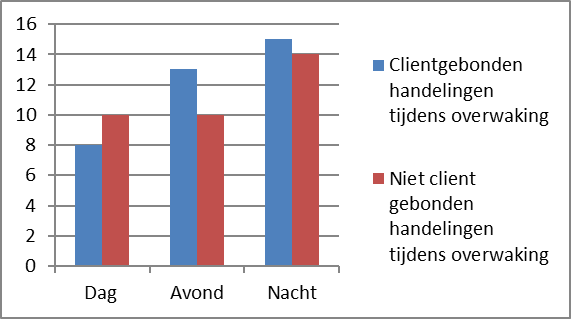 16
14
12
10
8
6
4
2
0
Dag Avond Nacht
Clientgebonden
handelingen
tijdens overwaking
Niet client
gebonden
handelingen
tijdens overwaking